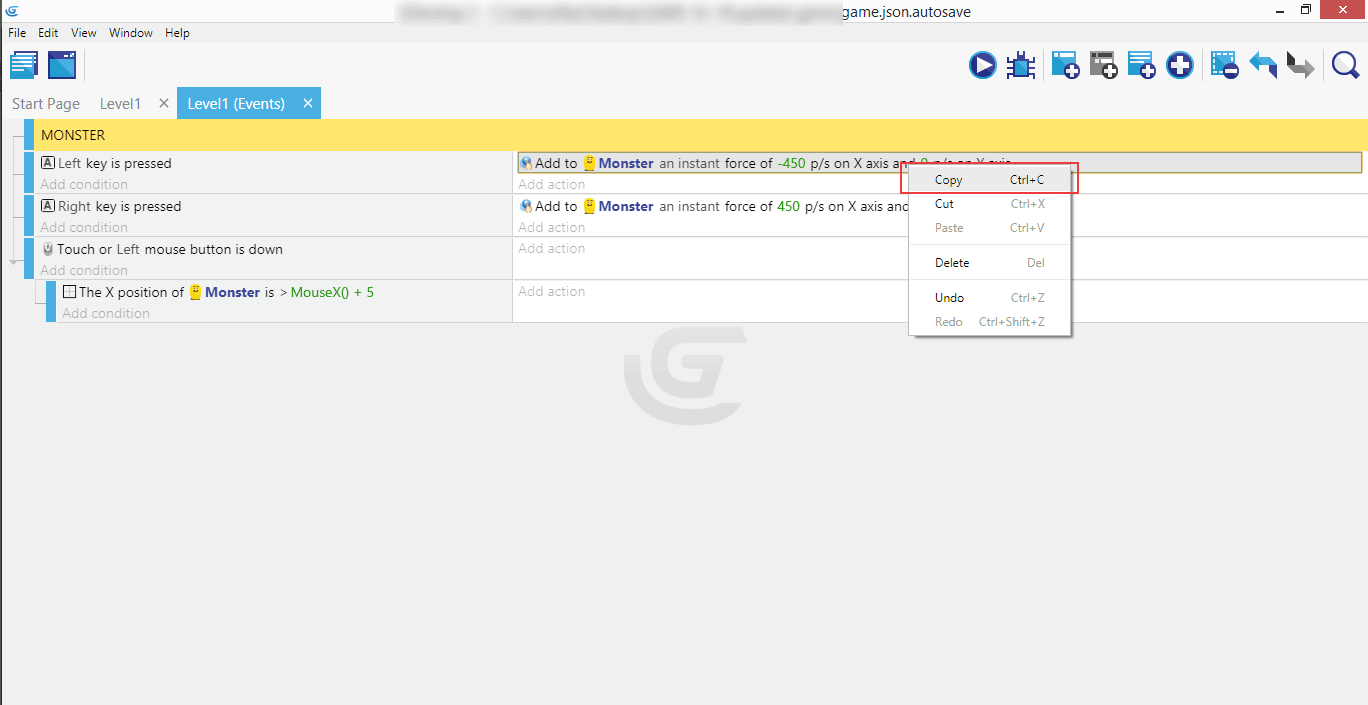 game.json.autosave
File Edit View Window Help
Start Page Level1 × Level1 (Events) ×
MONSTER
Left key is pressed
Add condition
Add to Monster an instant force of -450 p/s on X axis and 0 p/s on Y axis
Add action
Right key is pressed
Add condition
Add to Monster an instant force of 450 p/s on X axis and
Add action
Touch or Left mouse button is down
Add condition
Add action
The X position of Monster is > MouseX() + 5
Add condition
Add action
Copy Ctrl+C
Cut Ctrl+X
Paste Ctrl+V
Delete Del
Undo Ctrl+Z
Redo Ctrl+Shift+Z